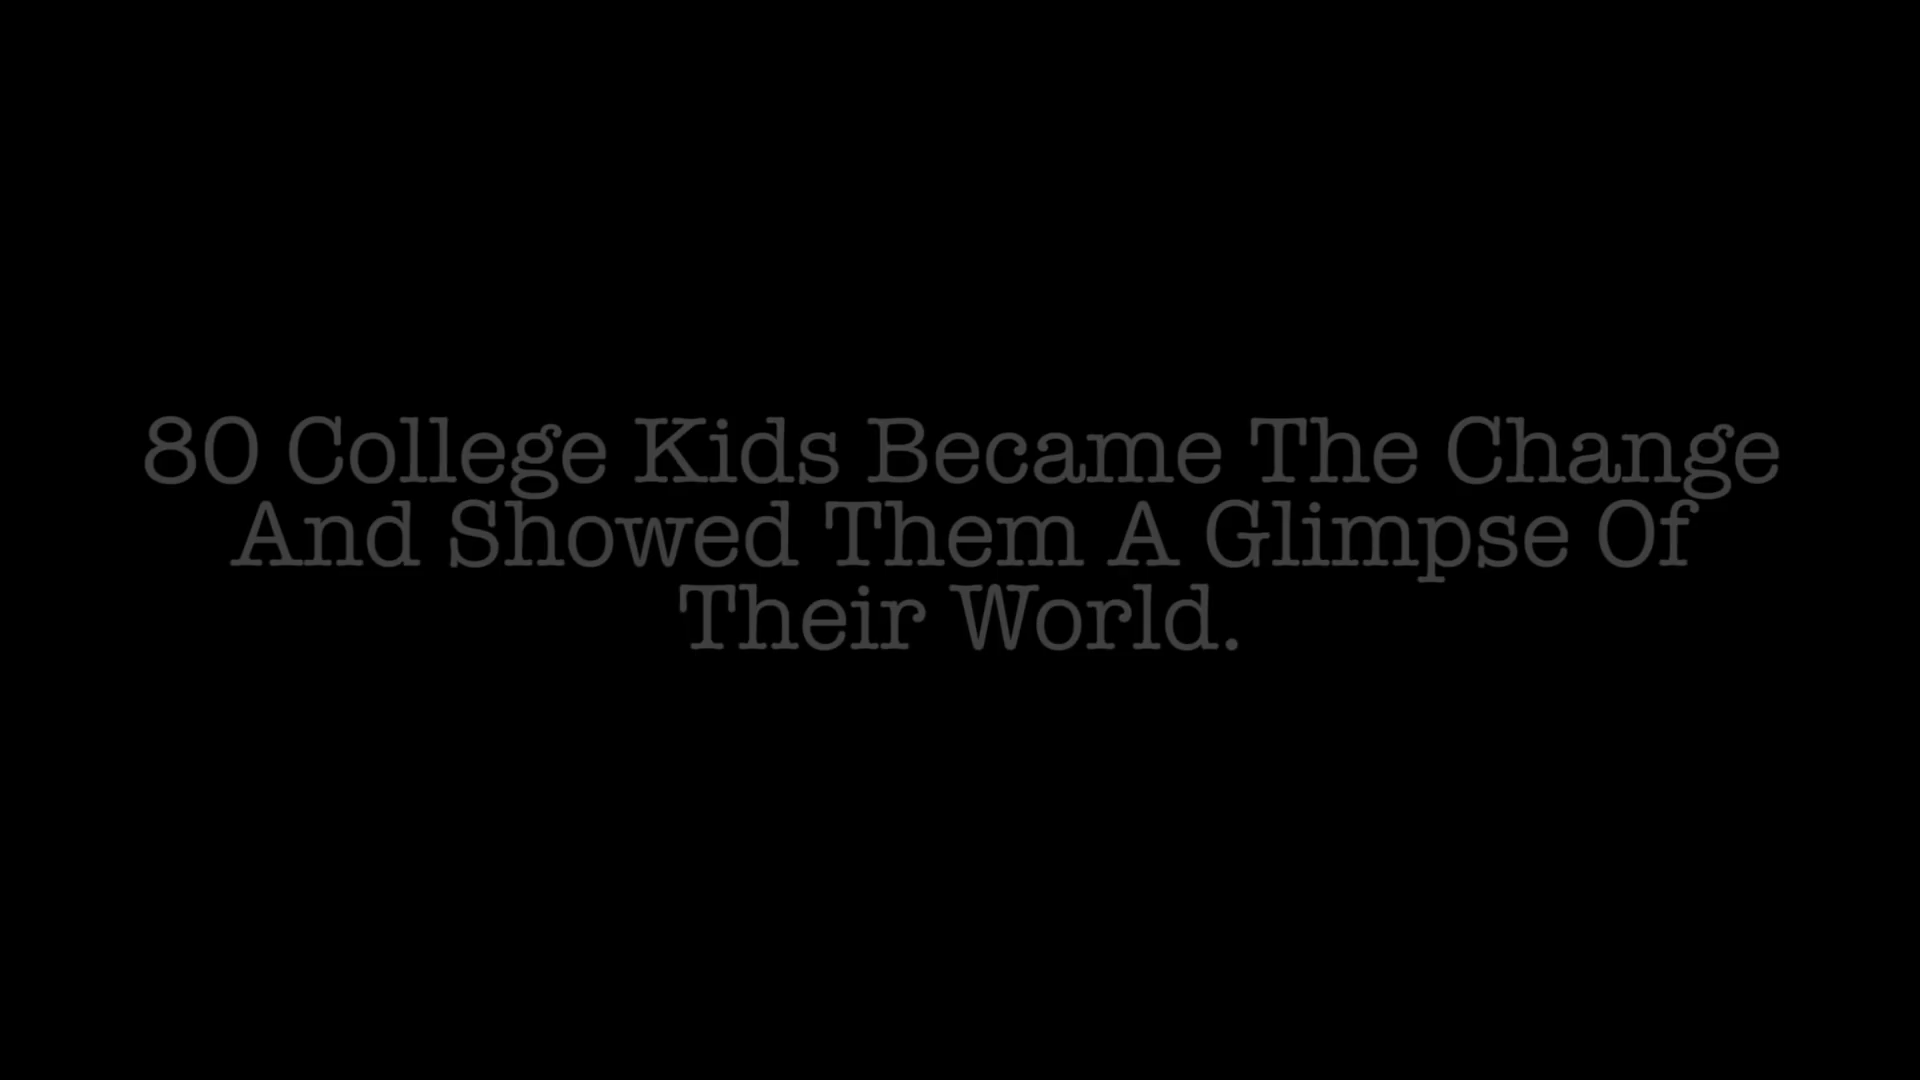 80 College Kids Became The Change
And Showed Them A Glimpse Of
Their World.